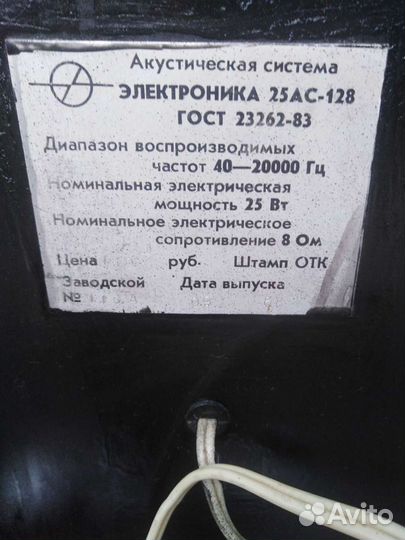 Акустическая система
ЭЛЕКТРОНИКА 25АС-128
ГОСТ 23262-83
Диапазон воспроизводимых
частот 40—20000 Гц
Номинальная электрическая
мощность 25 Вт
Номинальное электрическое
сопротивление 8 Ом
Цена руб. Штамп ОТК
Заводской Дата выпуска
№
Avito